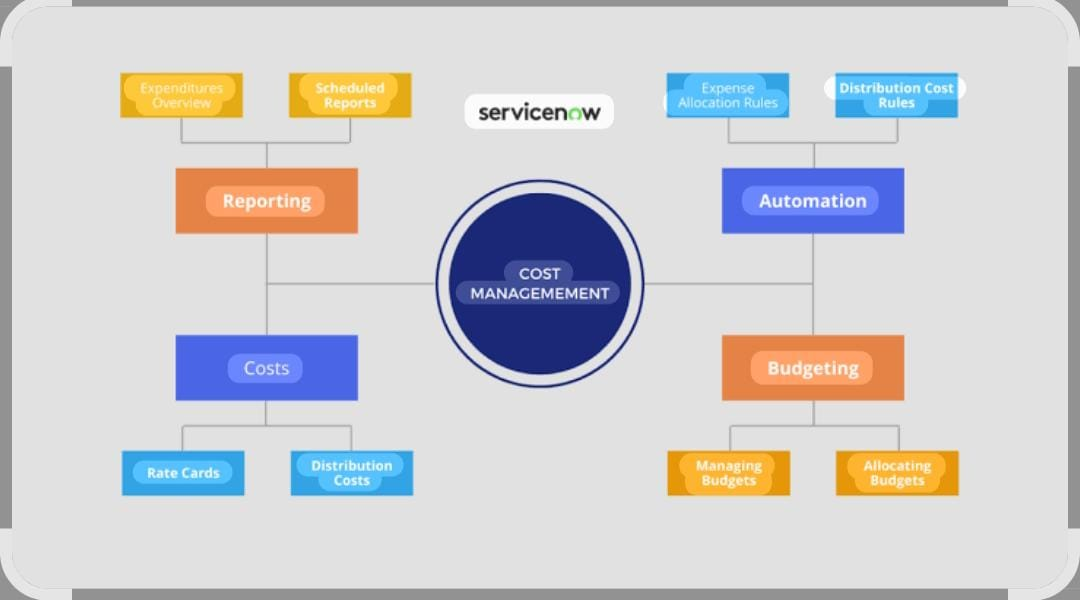 Expenditures
Overview
Scheduled
Reports
servicenow
Expense
Allocation Rules
Distribution Cost
Rules
Reporting
Automation
COST
MANAGEMEMENT
Costs
Budgeting
Rate Cards
Distribution
Costs
Managing
Budgets
Allocating
Budgets